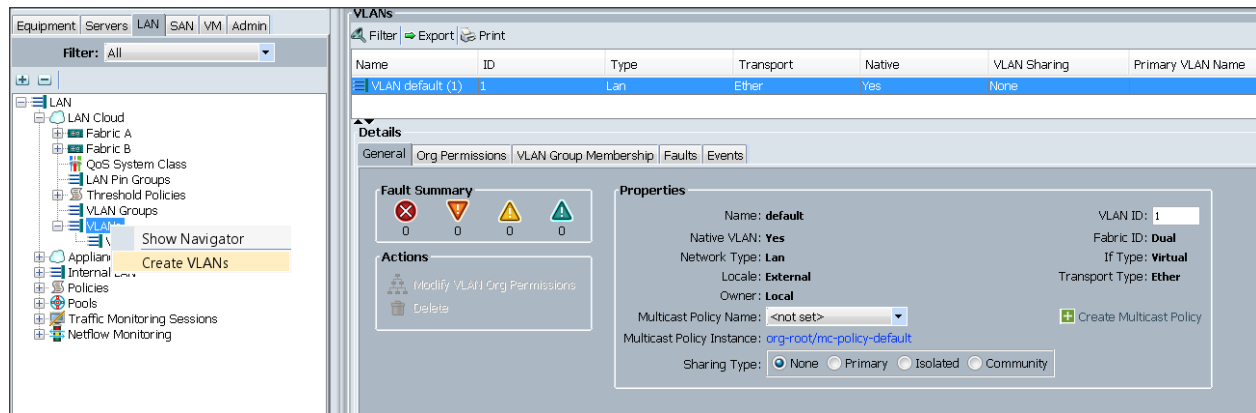 Equipment Servers LAN SAN VM Admin
Filter: All
LAN
LAN Cloud
Fabric A
Fabric B
QoS System Class
LAN Pin Groups
Threshold Policies
VLAN Groups
VLANs
Show Navigator
Create VLANs
Internal LAN
Policies
Pools
Traffic Monitoring Sessions
Netflow Monitoring
VLANs
Filter Export Print
Name ID Type Transport Native VLAN Sharing Primary VLAN Name
VLAN default (1) 1 Lan Ether Yes None
Details
General Org Permissions VLAN Group Membership Faults Events
Fault Summary
0 0 0 0
Actions
Modify VLAN Org Permissions
Delete
Properties
Name: default VLAN ID: 1
Native VLAN: Yes Fabric ID: Dual
Network Type: Lan If Type: Virtual
Locale: External Transport Type: Ether
Owner: Local
Multicast Policy Name: <not set> Create Multicast Policy
Multicast Policy Instance: org-root/mc-policy-default
Sharing Type: None Primary Isolated Community